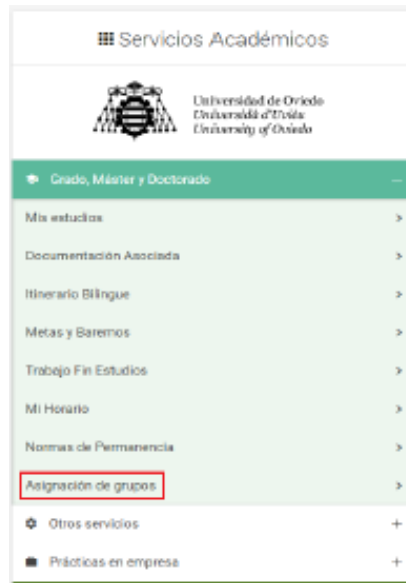 Servicios Académicos
Universidad de Oviedo
Universidá d'Uviéu
University of Oviedo
Grado, Máster y Doctorado
Mis estudios
Documentación Asociada
Itinerario Bilingue
Metas y Baremos
Trabajo Fin Estudios
Mi Horario
Normas de Permanencia
Asignación de grupos
Otros servicios
Prácticas en empresa